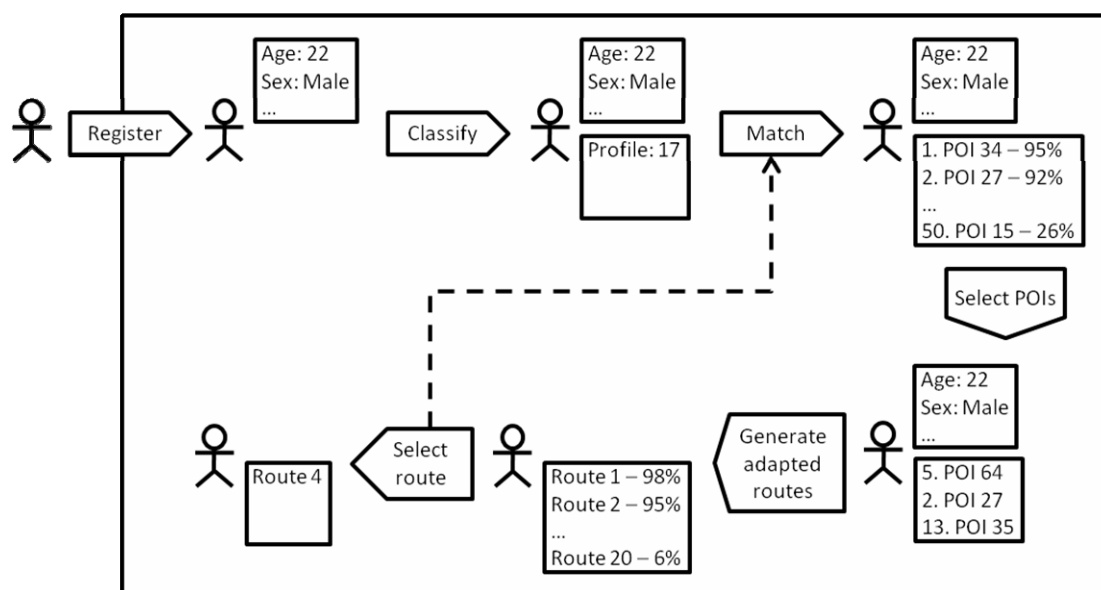 Register
Age: 22
Sex: Male
...
Classify
Age: 22
Sex: Male
...
Profile: 17
Match
Age: 22
Sex: Male
...
1. POI 34 – 95%
2. POI 27 – 92%
...
50. POI 15 – 26%
Select POIs
Age: 22
Sex: Male
...
5. POI 64
2. POI 27
13. POI 35
Generate
adapted
routes
Route 1 – 98%
Route 2 – 95%
...
Route 20 – 6%
Select
route
Route 4